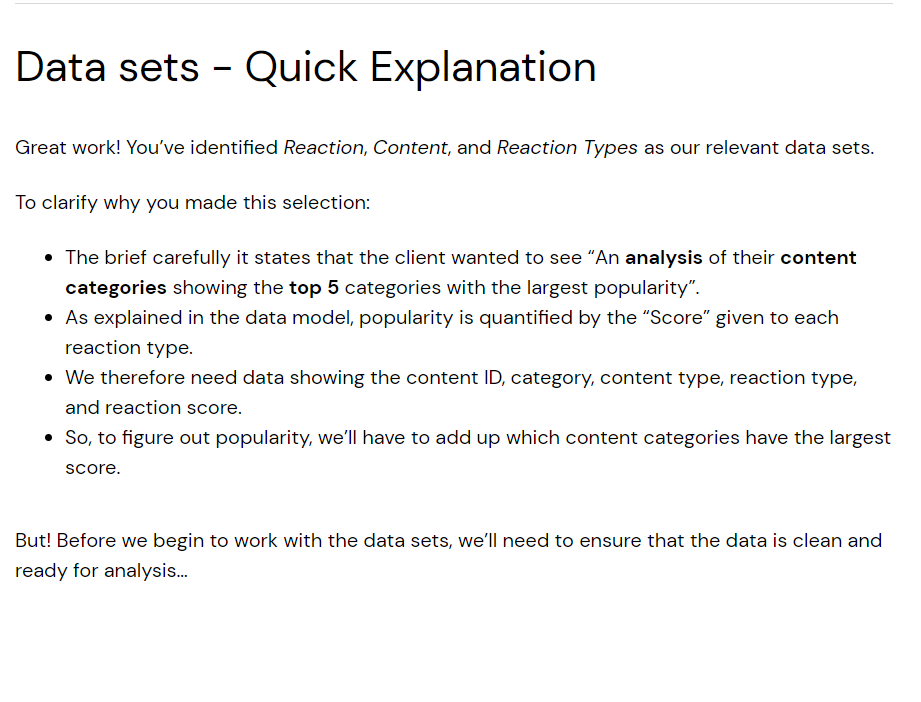 Data sets - Quick Explanation
Great work! You’ve identified Reaction, Content, and Reaction Types as our relevant data sets.
To clarify why you made this selection:
• The brief carefully it states that the client wanted to see “An analysis of their content
categories showing the top 5 categories with the largest popularity”.
• As explained in the data model, popularity is quantified by the “Score” given to each
reaction type.
• We therefore need data showing the content ID, category, content type, reaction type,
and reaction score.
• So, to figure out popularity, we’ll have to add up which content categories have the largest
score.
But! Before we begin to work with the data sets, we’ll need to ensure that the data is clean and
ready for analysis…